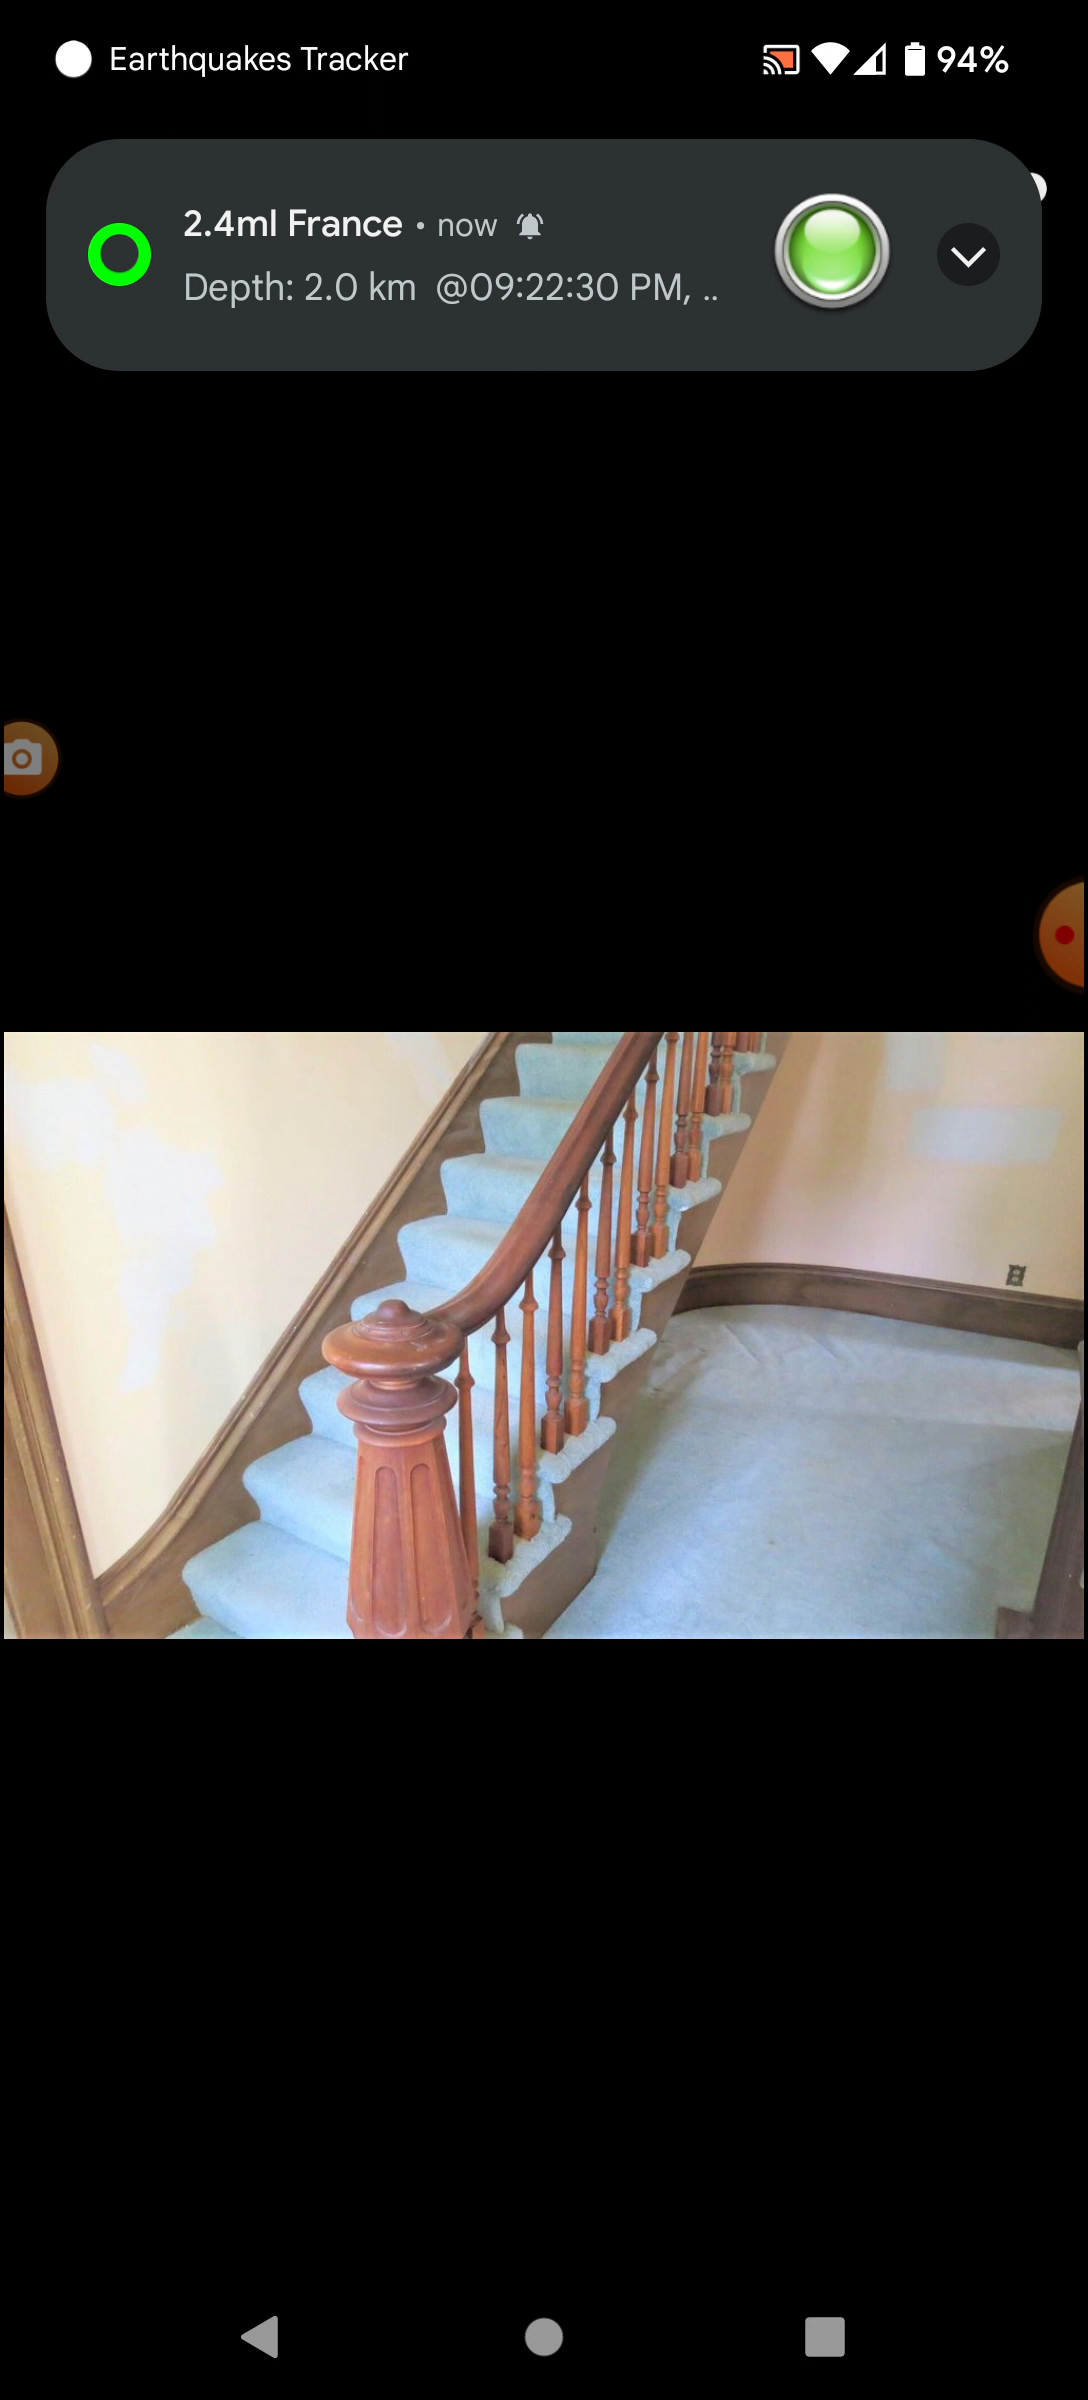 Earthquakes Tracker 94%
2.4ml France • now
Depth: 2.0 km @09:22:30 PM, ..